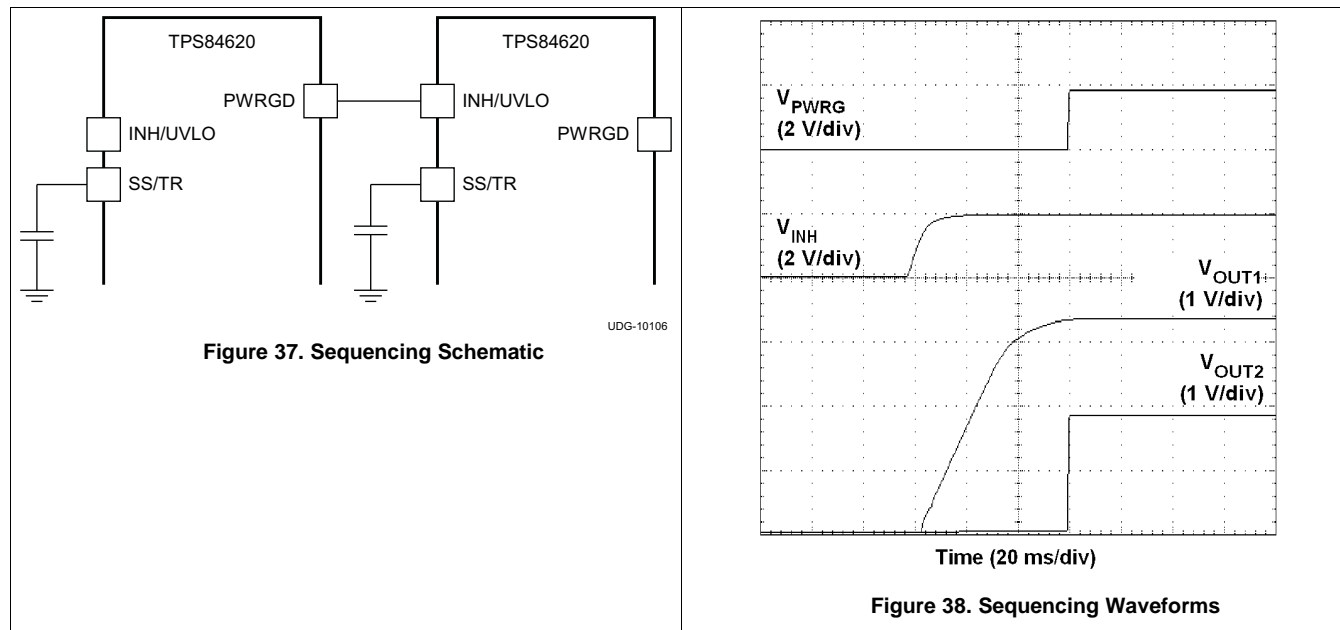 TPS84620
TPS84620
PWRGD
INH/UVLO
INH/UVLO
PWRGD
SS/TR
SS/TR
UDG-10106
Figure 37. Sequencing Schematic
VPWRG
(2 V/div)
VINH
(2 V/div)
VOUT1
(1 V/div)
VOUT2
(1 V/div)
Time (20 ms/div)
Figure 38. Sequencing Waveforms